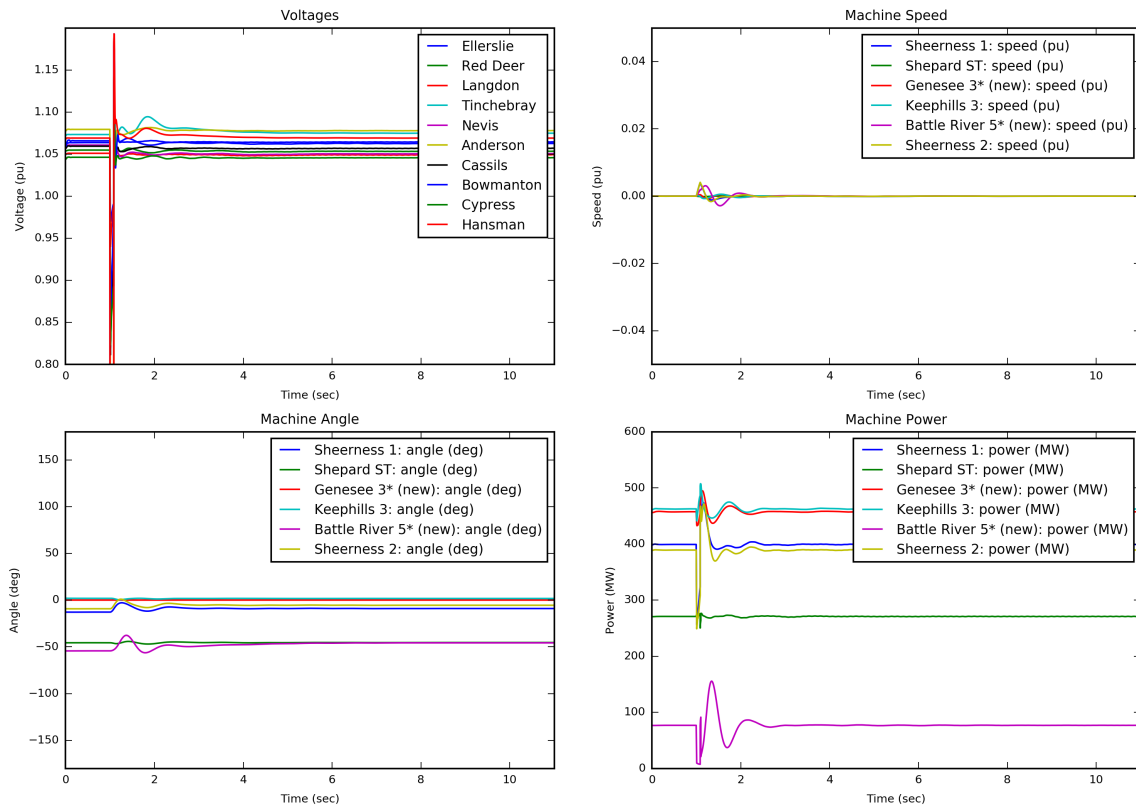 Voltages
1.15
1.10
1.05
1.00
0.95
0.90
0.85
0.80
Voltage (pu)
0 2 4 6 8 10
Time (sec)
Ellerslie
Red Deer
Langdon
Tinchebray
Nevis
Anderson
Cassils
Bowmanton
Cypress
Hansman
Machine Speed
0.04
0.02
0.00
−0.02
−0.04
Speed (pu)
0 2 4 6 8 10
Time (sec)
Sheerness 1: speed (pu)
Shepard ST: speed (pu)
Genesee 3* (new): speed (pu)
Keephills 3: speed (pu)
Battle River 5* (new): speed (pu)
Sheerness 2: speed (pu)
Machine Angle
150
100
50
0
−50
−100
−150
Angle (deg)
0 2 4 6 8 10
Time (sec)
Sheerness 1: angle (deg)
Shepard ST: angle (deg)
Genesee 3* (new): angle (deg)
Keephills 3: angle (deg)
Battle River 5* (new): angle (deg)
Sheerness 2: angle (deg)
Machine Power
600
500
400
300
200
100
0
Power (MW)
0 2 4 6 8 10
Time (sec)
Sheerness 1: power (MW)
Shepard ST: power (MW)
Genesee 3* (new): power (MW)
Keephills 3: power (MW)
Battle River 5* (new): power (MW)
Sheerness 2: power (MW)